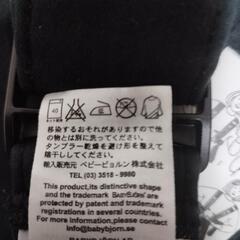 40
移染するおそれがありますので他
の物とは別に洗ってください。
タンブラー乾燥を避け形を整えて
陰干ししてください。
輸入販売元 ベビービョルン 株式会社
TEL (03) 3518 - 9980
This product,its distinctive shape
and the trademark BabyBjörn are
protected by patent and trademark
registrations in several countries.
For more information,please contact
info@babybjorn.se